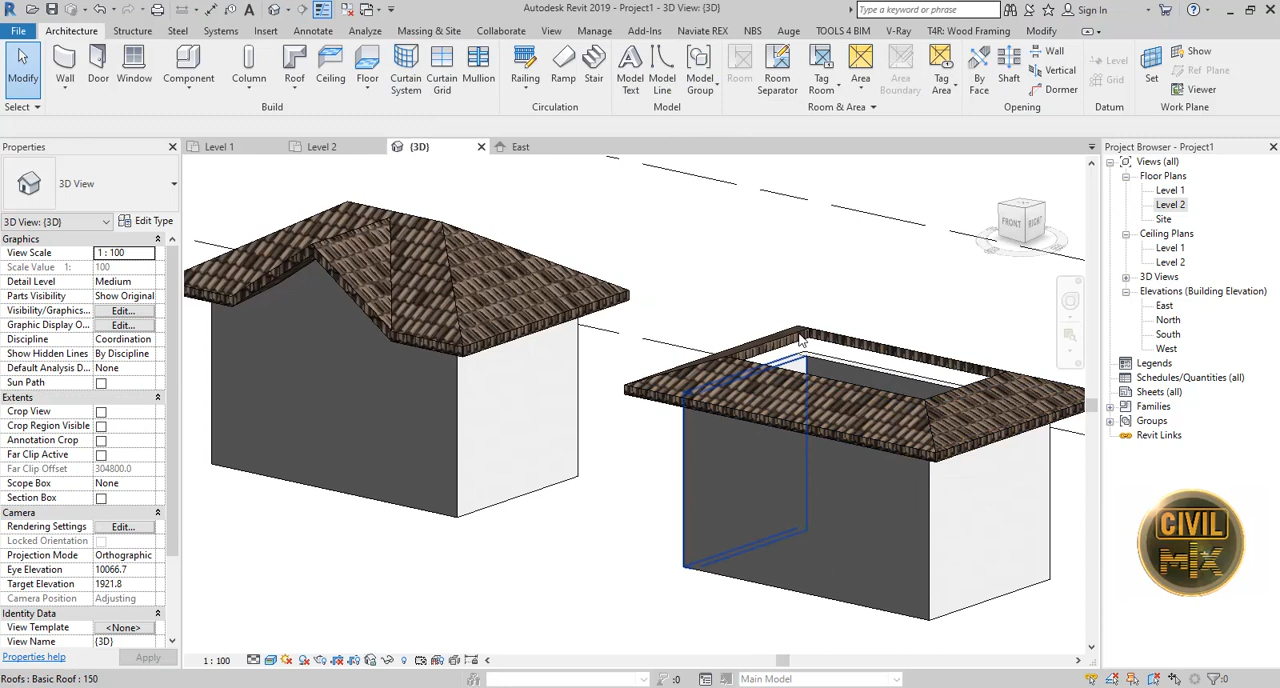 Autodesk Revit 2019 - Project1 - 3D View: {3D}
Type a keyword or phrase
Sign In
File
Architecture
Structure
Steel
Systems
Insert
Annotate
Analyze
Massing & Site
Collaborate
View
Manage
Add-Ins
Naviate REX
NBS
Auge
TOOLS 4 BIM
V-Ray
T4R: Wood Framing
Modify
Modify
Wall
Door
Window
Component
Column
Roof
Ceiling
Floor
Curtain System
Curtain Grid
Mullion
Railing
Ramp
Stair
Model Text
Model Line
Model Group
Room
Room Separator
Tag Room
Area
Area Boundary
Tag Area
By Face
Shaft
Wall
Vertical
Dormer
Level
Grid
Set
Show
Ref Plane
Viewer
Select
Build
Circulation
Model
Room & Area
Opening
Datum
Work Plane
Properties
Level 1
Level 2
{3D}
East
Project Browser - Project1
3D View
3D View: {3D}
Edit Type
Graphics
View Scale 1 : 100
Scale Value 1: 100
Detail Level Medium
Parts Visibility Show Original
Visibility/Graphics... Edit...
Graphic Display O... Edit...
Discipline Coordination
Show Hidden Lines By Discipline
Default Analysis D... None
Sun Path
Extents
Crop View
Crop Region Visible
Annotation Crop
Far Clip Active
Far Clip Offset 304800.0
Scope Box None
Section Box
Camera
Rendering Settings Edit...
Locked Orientation
Projection Mode Orthographic
Eye Elevation 10066.7
Target Elevation 1921.8
Camera Position Adjusting
Identity Data
View Template <None>
View Name {3D}
Properties help
Apply
FRONT
RIGHT
Views (all)
Floor Plans
Level 1
Level 2
Site
Ceiling Plans
Level 1
Level 2
3D Views
Elevations (Building Elevation)
East
North
South
West
Legends
Schedules/Quantities (all)
Sheets (all)
Families
Groups
Revit Links
CIVIL
MIX
1 : 100
Roofs : Basic Roof : 150
:0
Main Model
:0